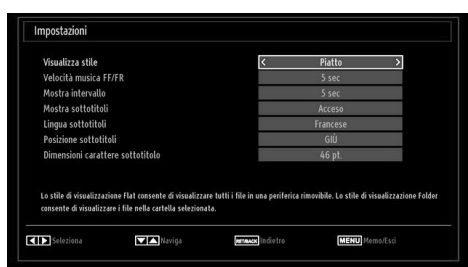 Impostazioni
Visualizza stile < Piatto >
Velocità musica FF/FR 5 sec
Mostra intervallo 5 sec
Mostra sottotitoli Acceso
Lingua sottotitoli Francese
Posizione sottotitoli GIÙ
Dimensioni carattere sottotitolo 46 pt.
Lo stile di visualizzazione Flat consente di visualizzare tutti i file in una periferica rimovibile. Lo stile di visualizzazione Folder
consente di visualizzare i file nella cartella selezionata.
Seleziona Naviga RET/BACK Indietro MENU Memo/Esci